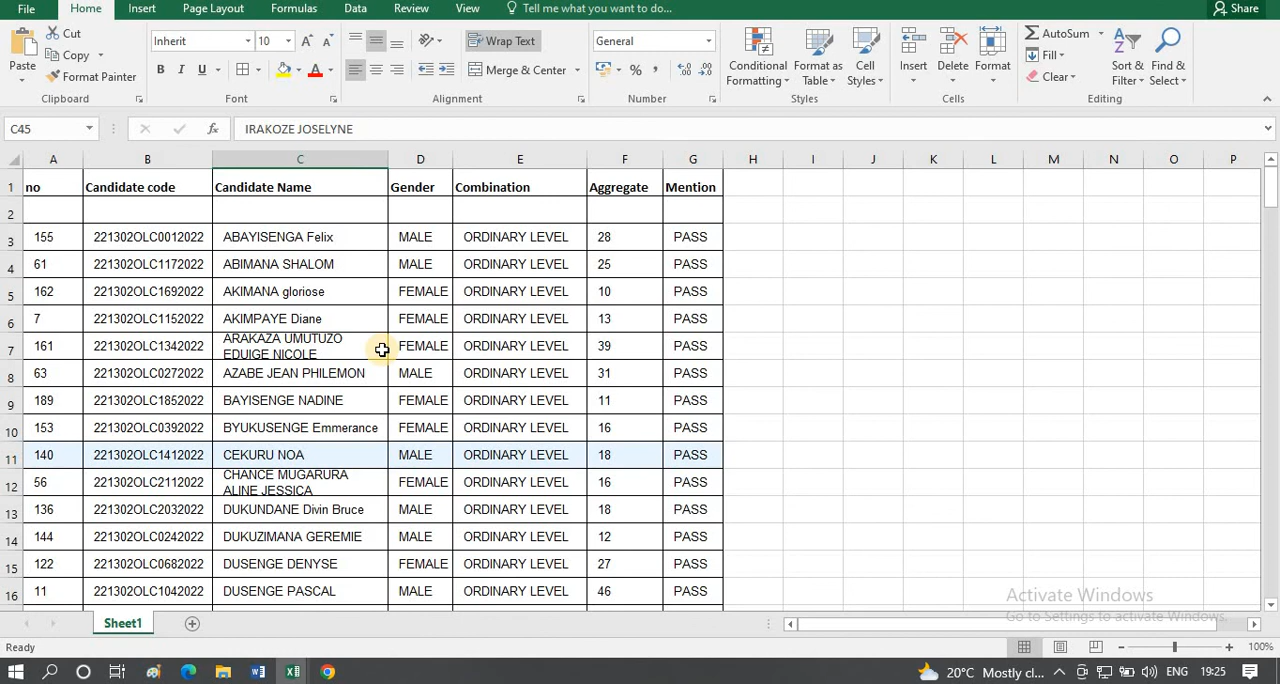 File Home Insert Page Layout Formulas Data Review View Tell me what you want to do... Share
Paste Cut Copy Format Painter
Inherit 10 B I U
Wrap Text Merge & Center
General % ,
Conditional Formatting Format as Table Cell Styles
Insert Delete Format
AutoSum Fill Clear Sort & Filter Find & Select
Clipboard Font Alignment Number Styles Cells Editing
C45 fx IRAKOZE JOSELYNE
A B C D E F G H I J K L M N O P
1 no Candidate code Candidate Name Gender Combination Aggregate Mention
2
3 155 221302OLC0012022 ABAYISENGA Felix MALE ORDINARY LEVEL 28 PASS
4 61 221302OLC1172022 ABIMANA SHALOM MALE ORDINARY LEVEL 25 PASS
5 162 221302OLC1692022 AKIMANA gloriose FEMALE ORDINARY LEVEL 10 PASS
6 7 221302OLC1152022 AKIMPAYE Diane FEMALE ORDINARY LEVEL 13 PASS
7 161 221302OLC1342022 ARAKAZA UMUTUZO EDUIGE NICOLE FEMALE ORDINARY LEVEL 39 PASS
8 63 221302OLC0272022 AZABE JEAN PHILEMON MALE ORDINARY LEVEL 31 PASS
9 189 221302OLC1852022 BAYISENGE NADINE FEMALE ORDINARY LEVEL 11 PASS
10 153 221302OLC0392022 BYUKUSENGE Emmerance FEMALE ORDINARY LEVEL 16 PASS
11 140 221302OLC1412022 CEKURU NOA MALE ORDINARY LEVEL 18 PASS
12 56 221302OLC2112022 CHANCE MUGARURA ALINE JESSICA FEMALE ORDINARY LEVEL 16 PASS
13 136 221302OLC2032022 DUKUNDANE Divin Bruce MALE ORDINARY LEVEL 18 PASS
14 144 221302OLC0242022 DUKUZIMANA GEREMIE MALE ORDINARY LEVEL 12 PASS
15 122 221302OLC0682022 DUSENGE DENYSE FEMALE ORDINARY LEVEL 27 PASS
16 11 221302OLC1042022 DUSENGE PASCAL MALE ORDINARY LEVEL 46 PASS
Activate Windows
Go to Settings to activate Windows.
Sheet1
Ready 100%
20°C Mostly cl... ENG 19:25